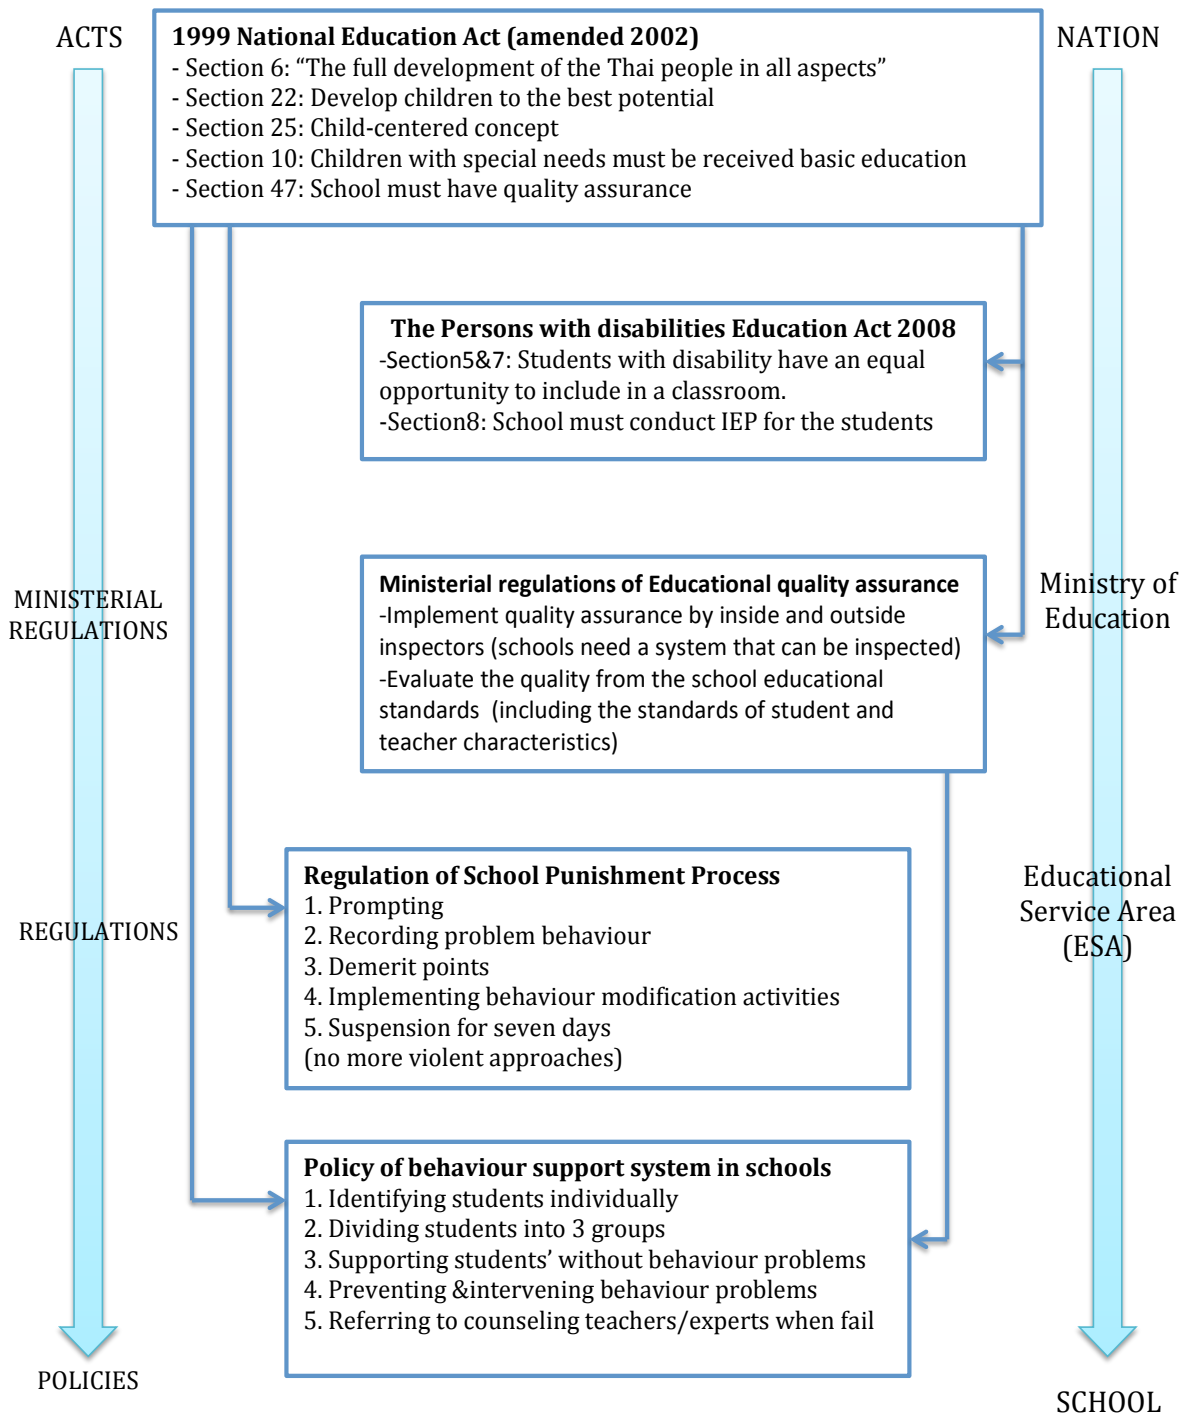 ACTS
NATION
1999 National Education Act (amended 2002)
- Section 6: “The full development of the Thai people in all aspects”
- Section 22: Develop children to the best potential
- Section 25: Child-centered concept
- Section 10: Children with special needs must be received basic education
- Section 47: School must have quality assurance
The Persons with disabilities Education Act 2008
-Section5&7: Students with disability have an equal
opportunity to include in a classroom.
-Section8: School must conduct IEP for the students
MINISTERIAL
REGULATIONS
Ministerial regulations of Educational quality assurance
-Implement quality assurance by inside and outside
inspectors (schools need a system that can be inspected)
-Evaluate the quality from the school educational
standards  (including the standards of student and
teacher characteristics)
Ministry of
Education
REGULATIONS
Regulation of School Punishment Process
1. Prompting
2. Recording problem behaviour
3. Demerit points
4. Implementing behaviour modification activities
5. Suspension for seven days
(no more violent approaches)
Educational
Service Area
(ESA)
Policy of behaviour support system in schools
1. Identifying students individually
2. Dividing students into 3 groups
3. Supporting students’ without behaviour problems
4. Preventing &intervening behaviour problems
5. Referring to counseling teachers/experts when fail
POLICIES
SCHOOL